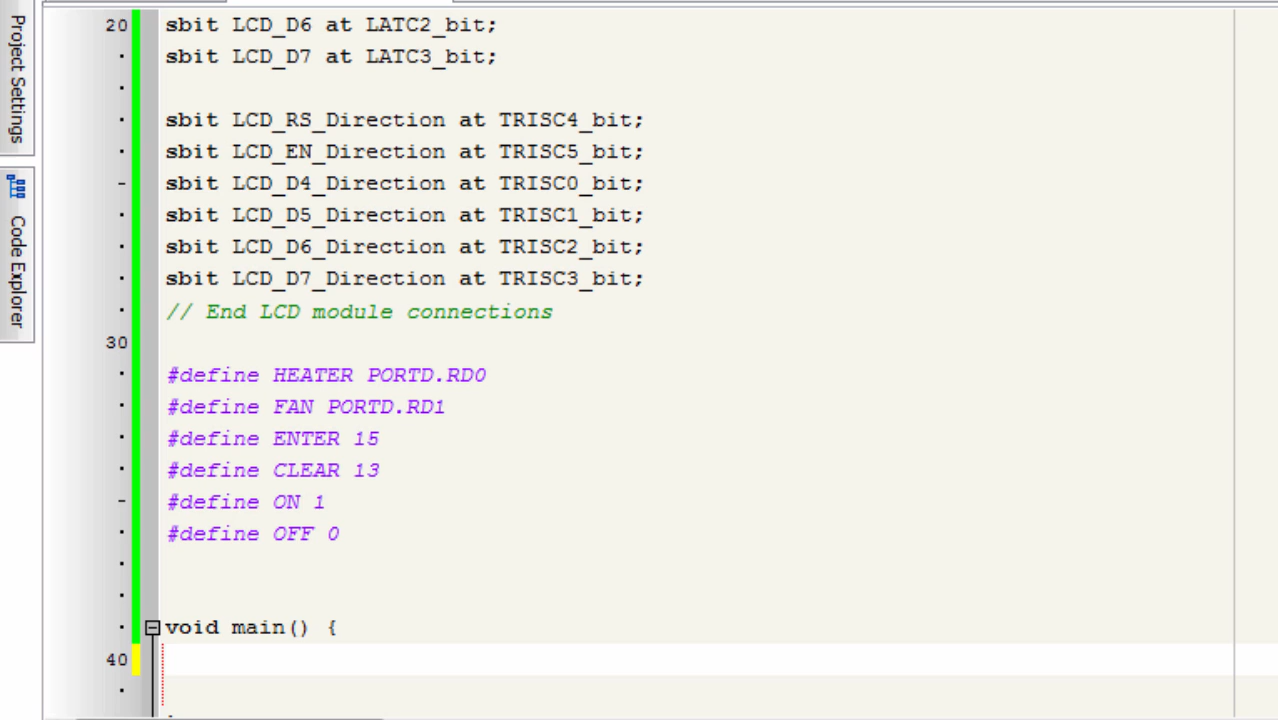 Project Settings
Code Explorer
20 sbit LCD_D6 at LATC2_bit;
sbit LCD_D7 at LATC3_bit;
sbit LCD_RS_Direction at TRISC4_bit;
sbit LCD_EN_Direction at TRISC5_bit;
sbit LCD_D4_Direction at TRISC0_bit;
sbit LCD_D5_Direction at TRISC1_bit;
sbit LCD_D6_Direction at TRISC2_bit;
sbit LCD_D7_Direction at TRISC3_bit;
// End LCD module connections
30
#define HEATER PORTD.RD0
#define FAN PORTD.RD1
#define ENTER 15
#define CLEAR 13
#define ON 1
#define OFF 0
void main() {
40